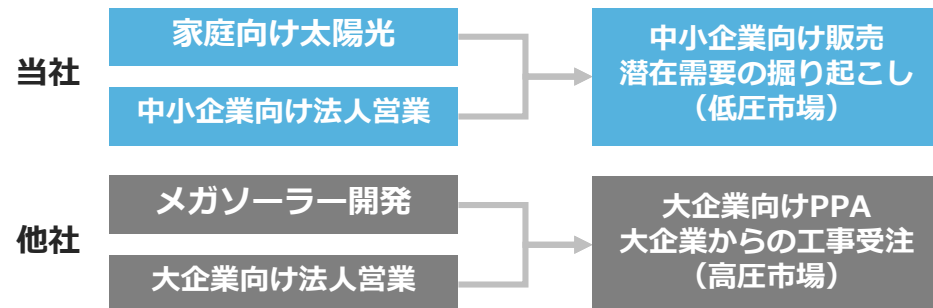 当社
家庭向け太陽光
中小企業向け法人営業
中小企業向け販売
潜在需要の掘り起こし
（低圧市場）
他社
メガソーラー開発
大企業向け法人営業
大企業向けPPA
大企業からの工事受注
（高圧市場）